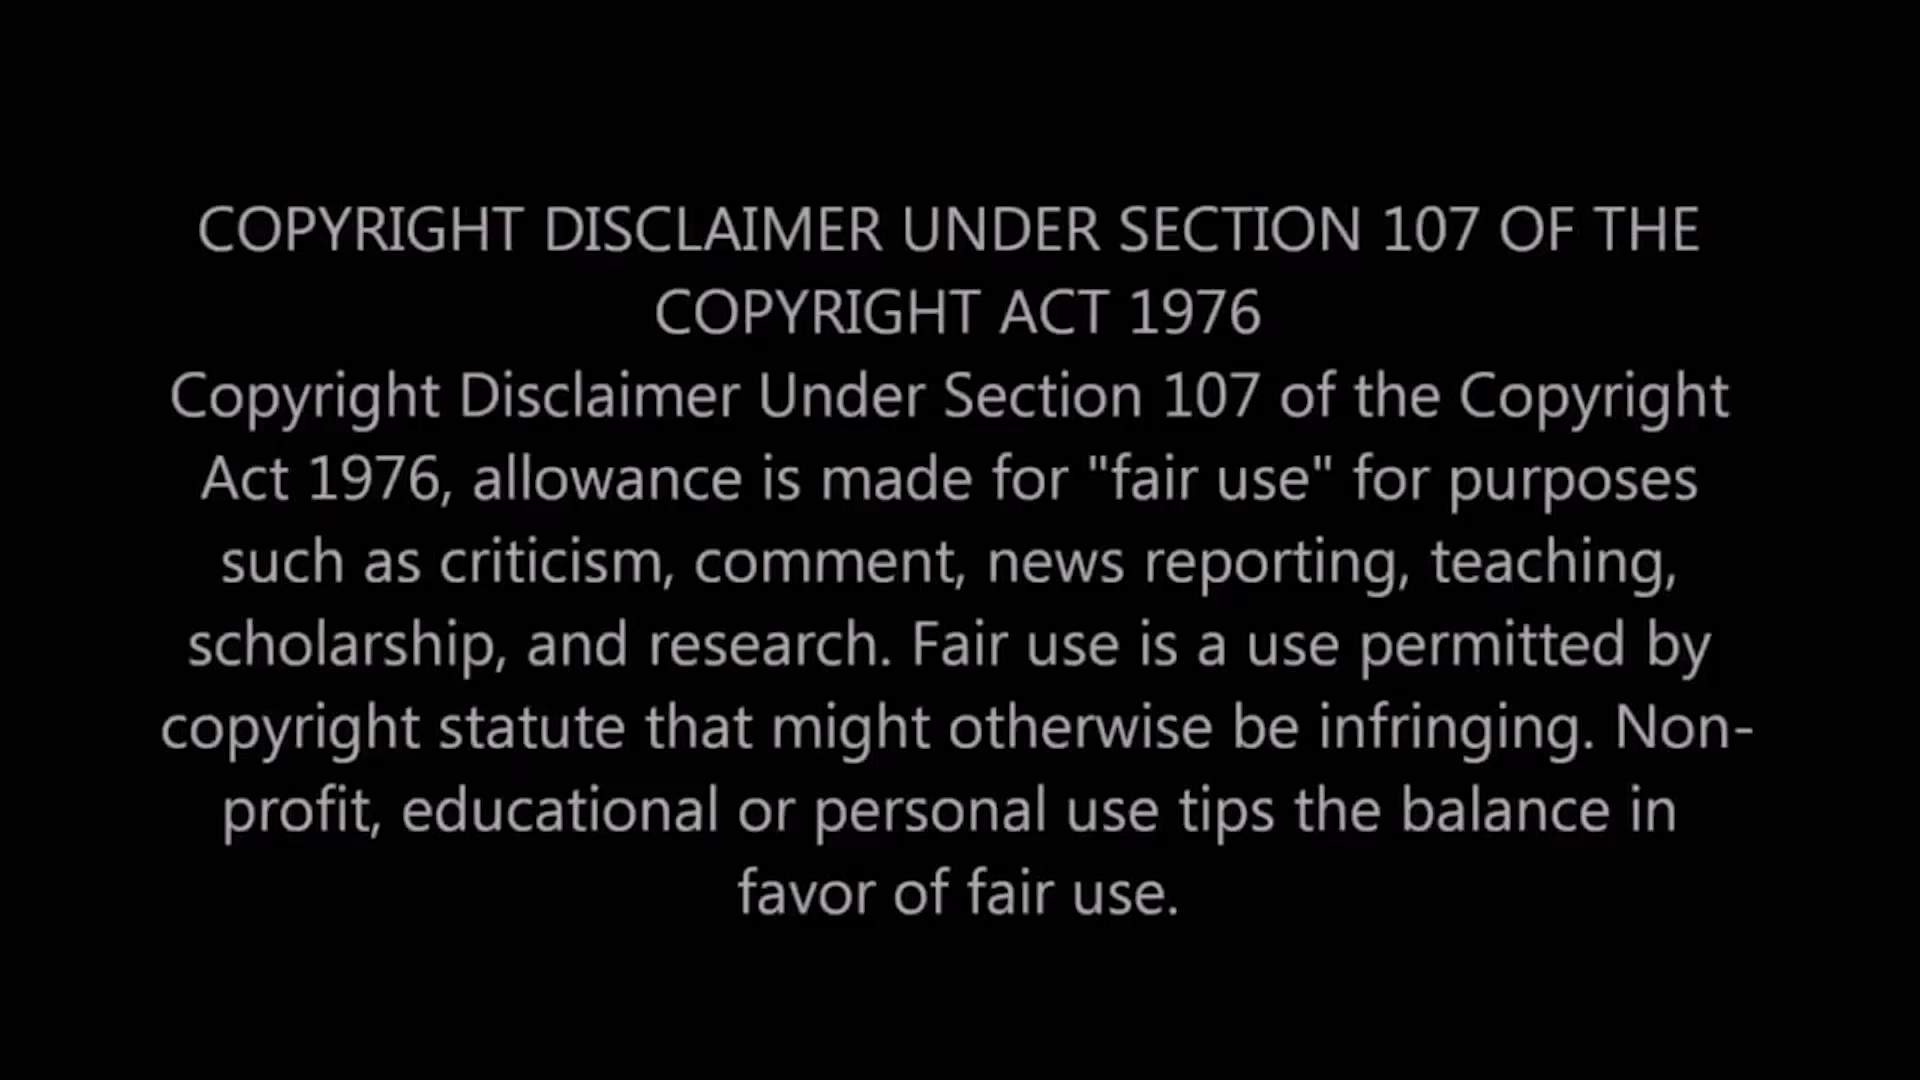 COPYRIGHT DISCLAIMER UNDER SECTION 107 OF THE
COPYRIGHT ACT 1976
Copyright Disclaimer Under Section 107 of the Copyright
Act 1976, allowance is made for "fair use" for purposes
such as criticism, comment, news reporting, teaching,
scholarship, and research. Fair use is a use permitted by
copyright statute that might otherwise be infringing. Non-
profit, educational or personal use tips the balance in
favor of fair use.